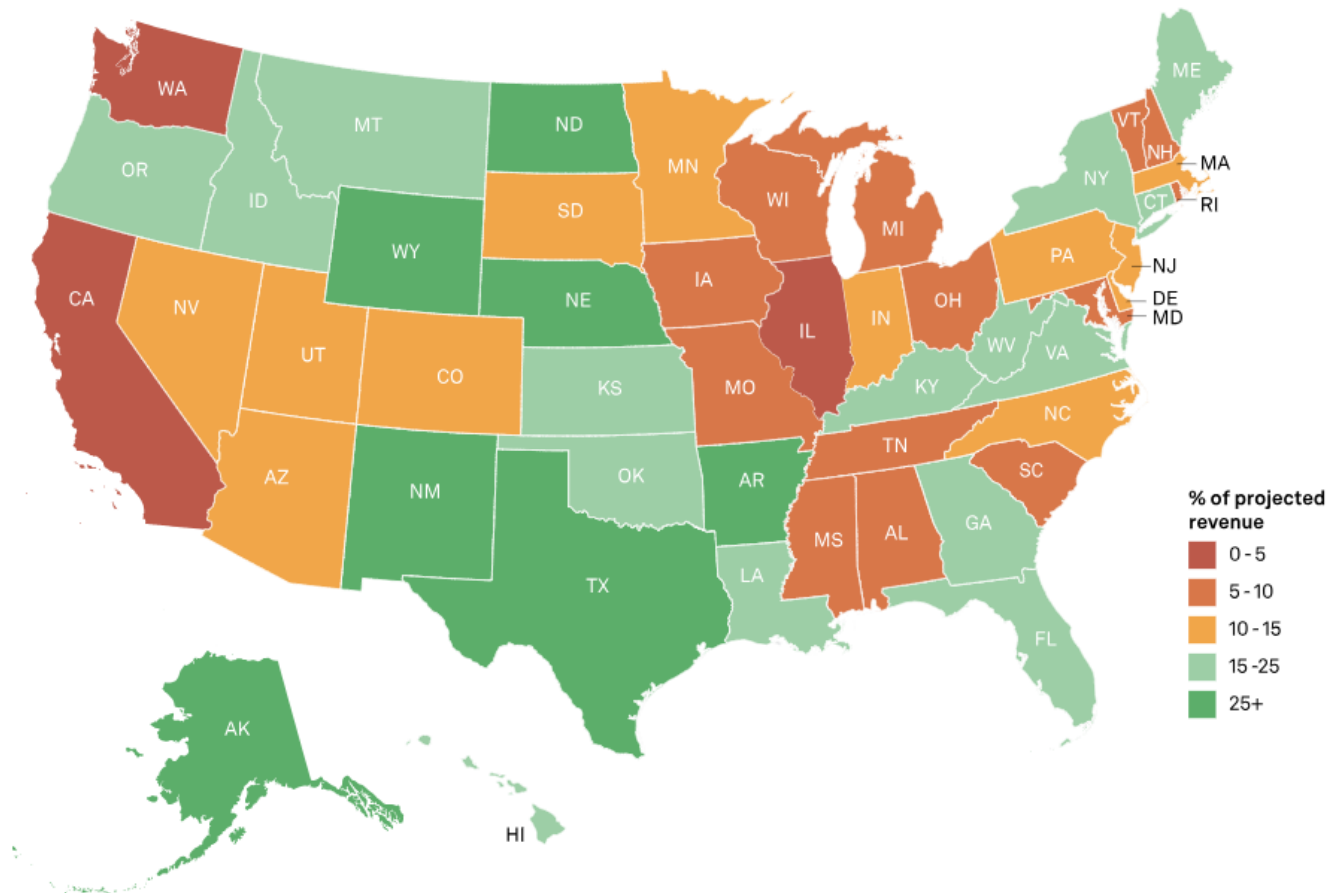 WA
MT
ND
MN
ME
VT
NH
MA
OR
ID
SD
WI
MI
NY
CT
RI
WY
IA
PA
NJ
CA
NV
NE
IL
IN
OH
DE
MD
UT
CO
KS
MO
KY
WV
VA
AZ
NM
OK
AR
TN
NC
SC
TX
LA
MS
AL
GA
FL
AK
HI
% of projected
revenue
0 - 5
5 - 10
10 - 15
15 - 25
25+